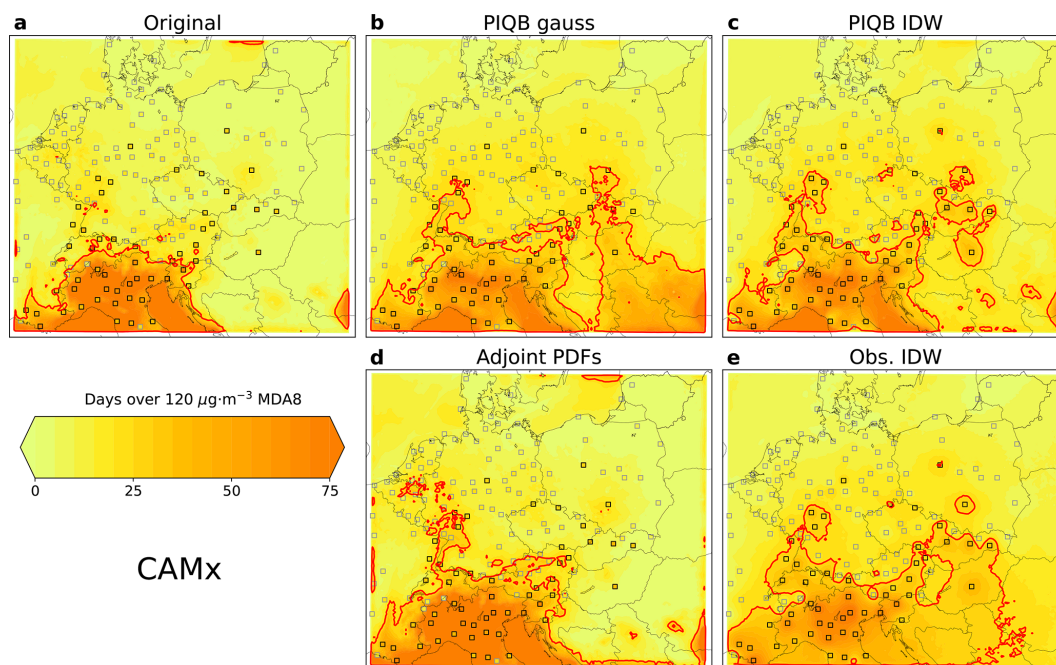 a Original
b PIQB gauss
c PIQB IDW
d Adjoint PDFs
e Obs. IDW
Days over 120 μg·m⁻³ MDA8
0 25 50 75
CAMx